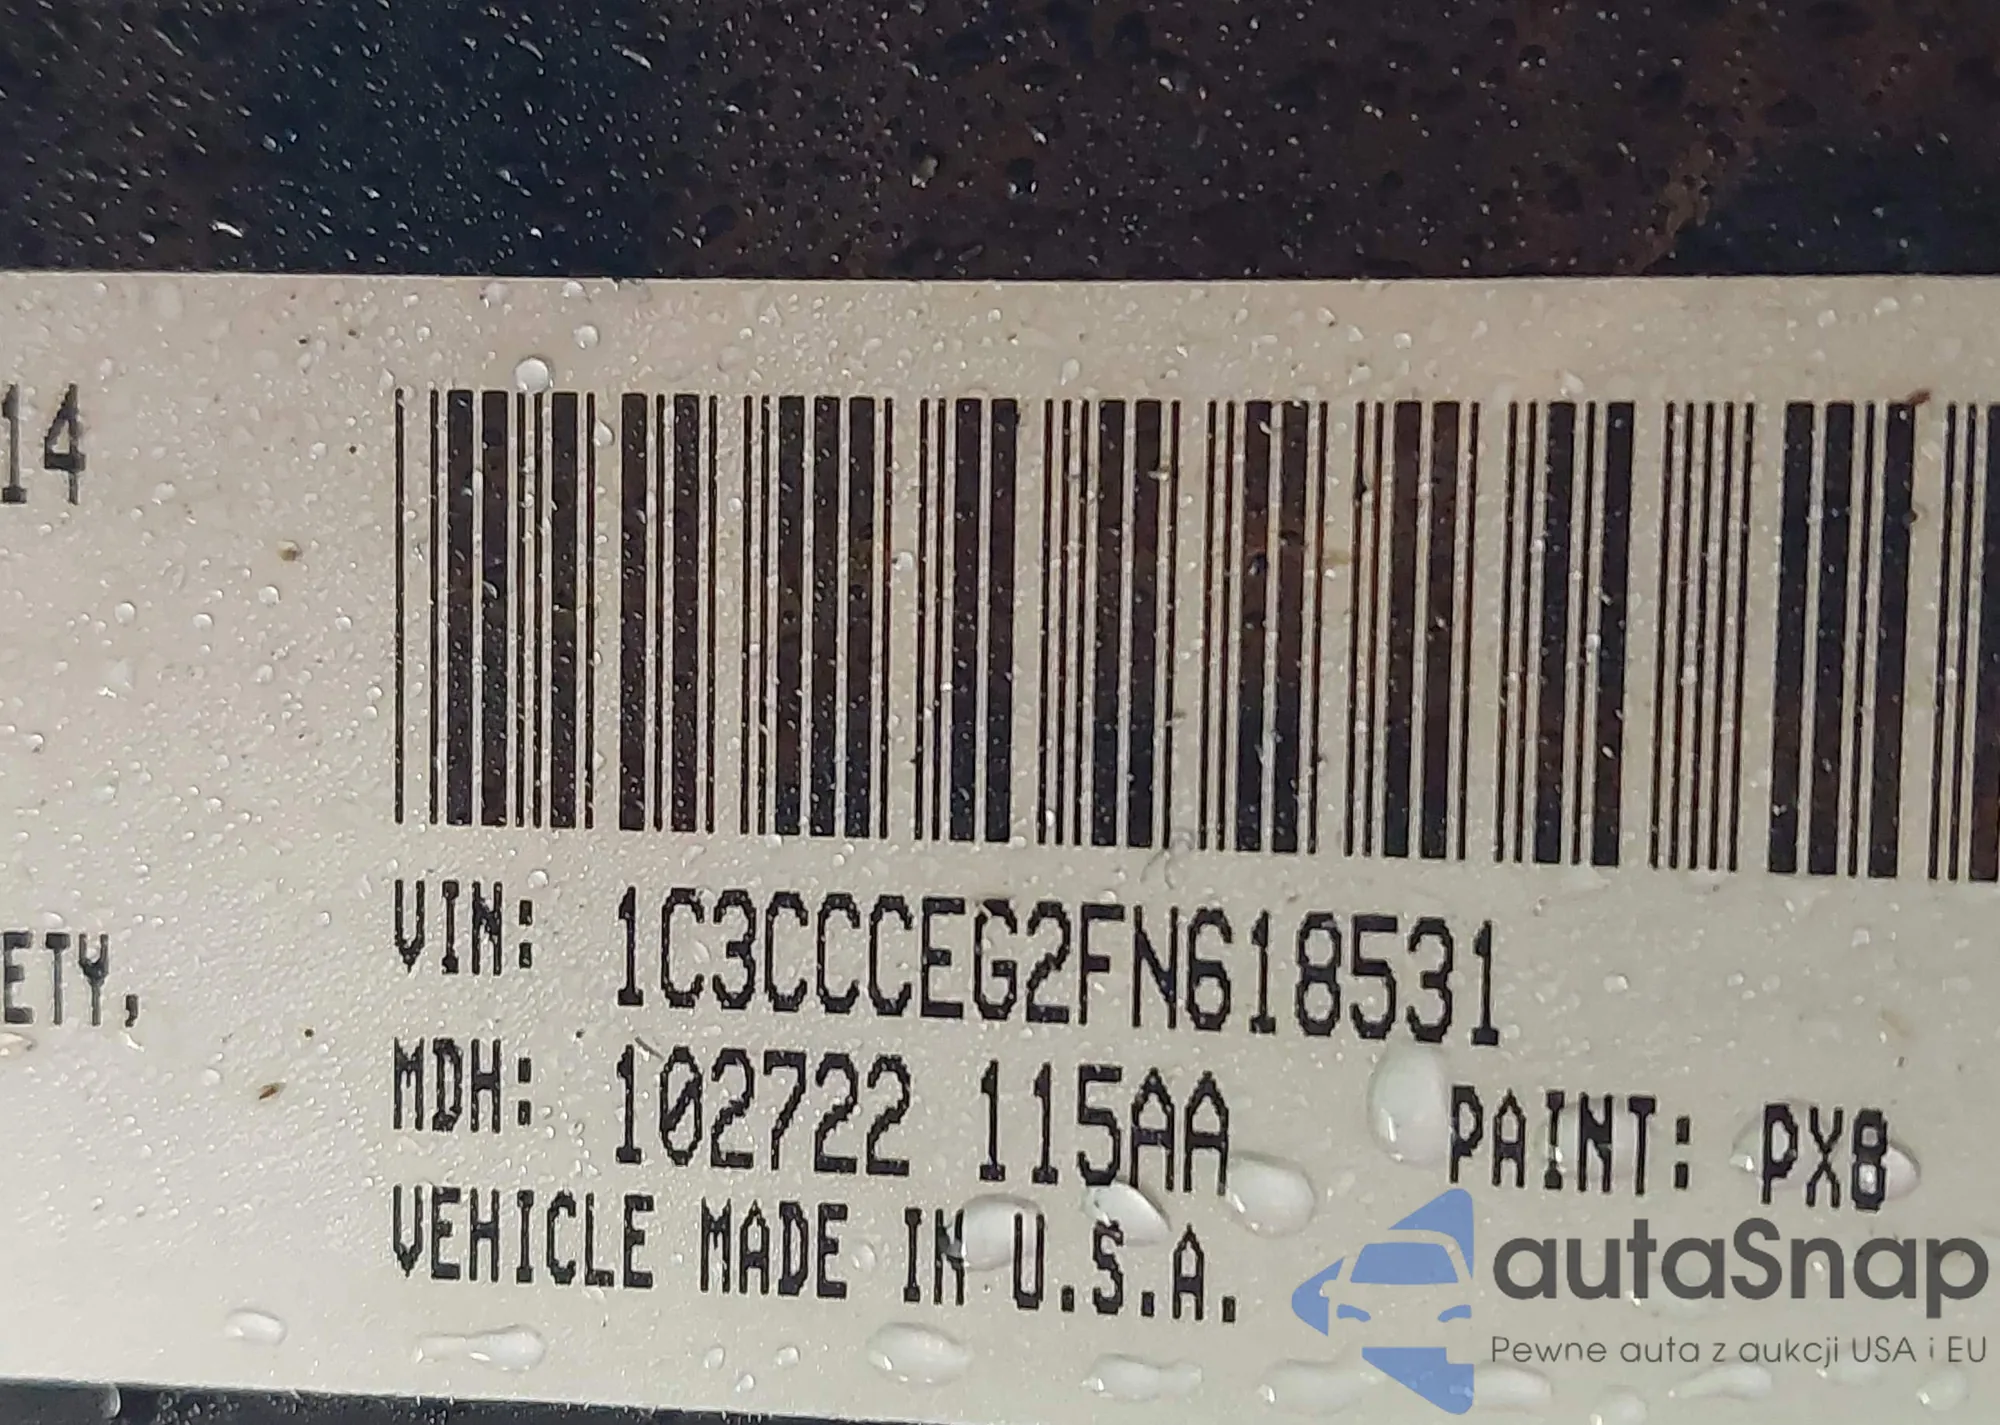 14
ETY,
VIN: 1C3CCCEG2FN618531
MDH: 102722 115AA PAINT: PX8
VEHICLE MADE IN U.S.A.
autaSnap
Pewne auta z aukcji USA i EU